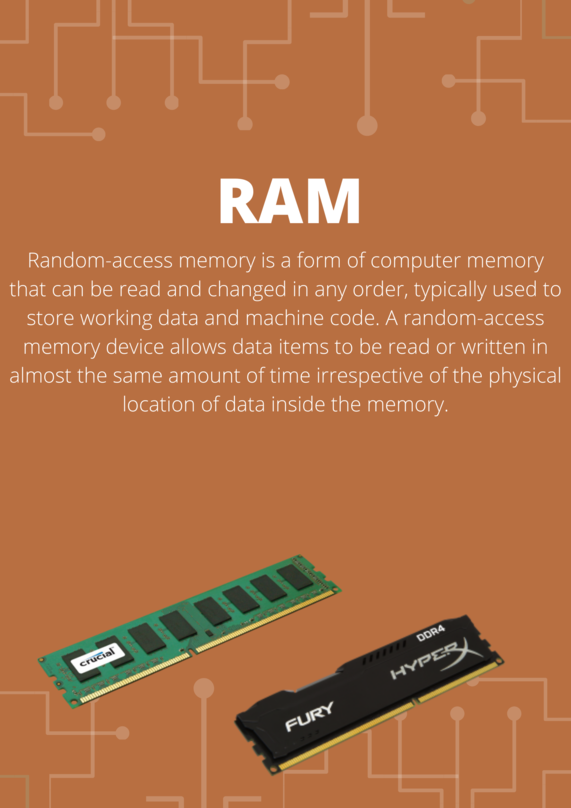 RAM
Random-access memory is a form of computer memory
that can be read and changed in any order, typically used to
store working data and machine code. A random-access
memory device allows data items to be read or written in
almost the same amount of time irrespective of the physical
location of data inside the memory.
crucial
DDR4
HYPERX
FURY